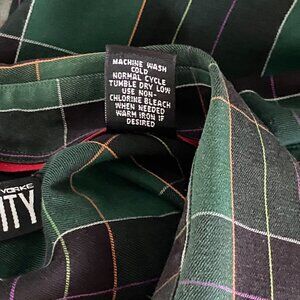 MACHINE WASH
COLD
NORMAL CYCLE
TUMBLE DRY LOW
USE NON-
CHLORINE BLEACH
WHEN NEEDED
WARM IRON IF
DESIRED
YORKE
ITY